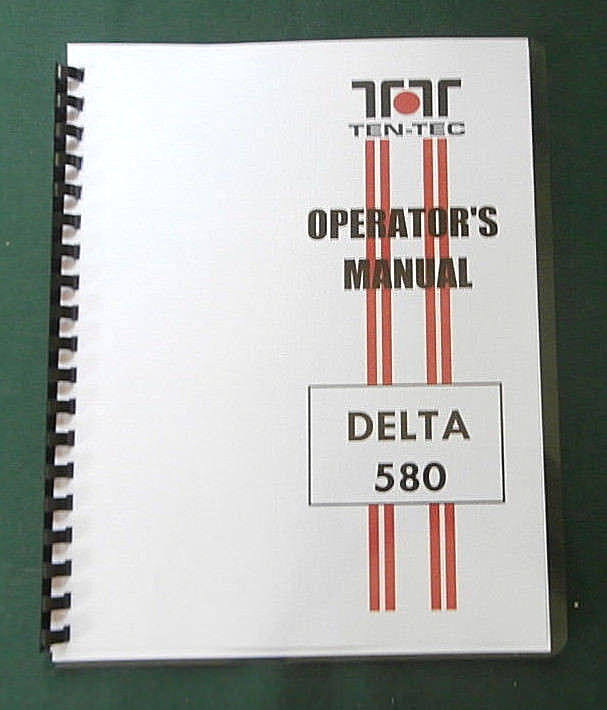 TEN-TEC
OPERATOR'S
MANUAL
DELTA
580